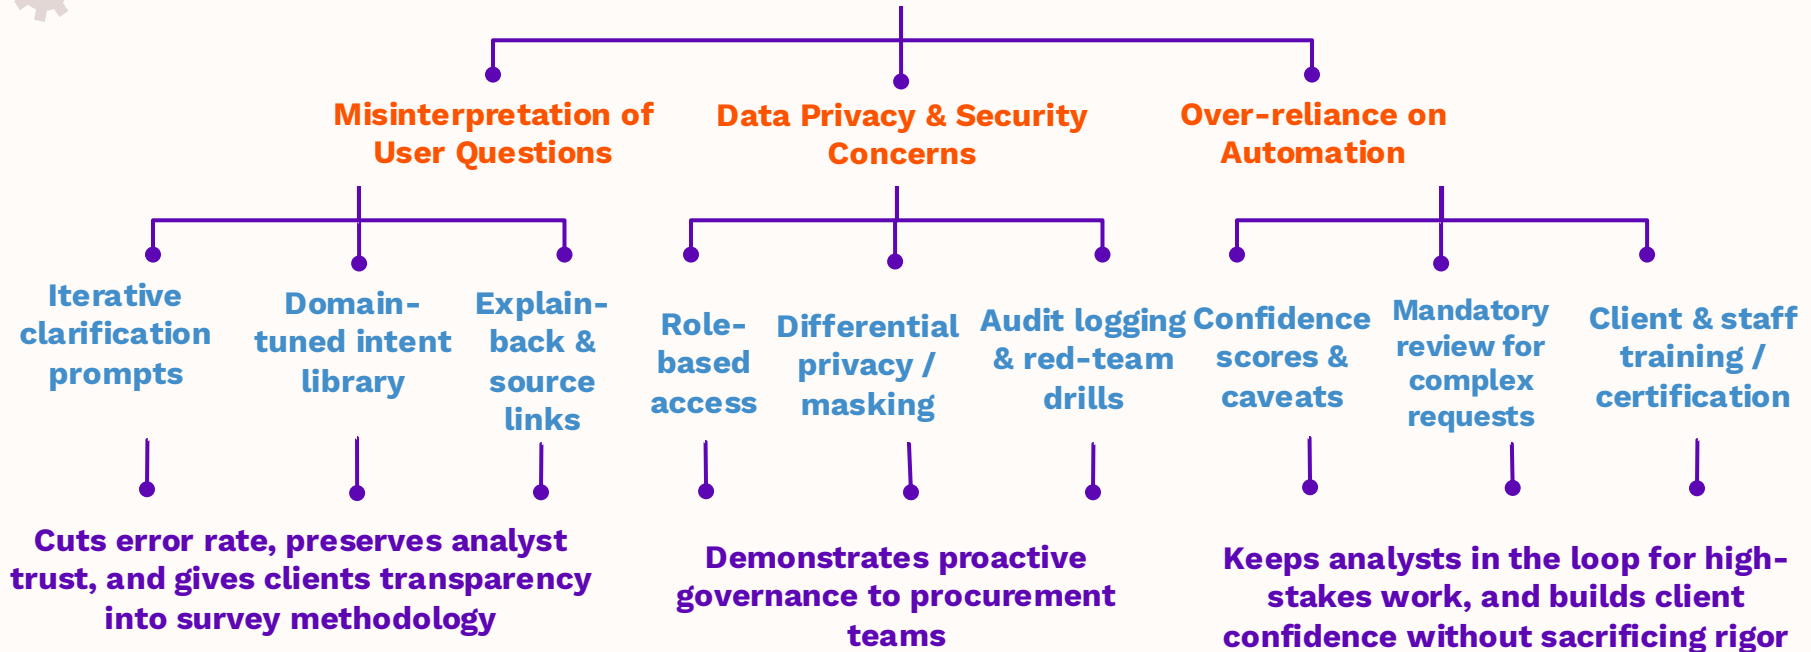 Misinterpretation of
User Questions
Data Privacy & Security
Concerns
Over-reliance on
Automation
Iterative
clarification
prompts
Domain-
tuned intent
library
Explain-
back &
source
links
Role-
based
access
Differential
privacy /
masking
Audit logging
& red-team
drills
Confidence
scores &
caveats
Mandatory
review for
complex
requests
Client & staff
training /
certification
Cuts error rate, preserves analyst
trust, and gives clients transparency
into survey methodology
Demonstrates proactive
governance to procurement
teams
Keeps analysts in the loop for high-
stakes work, and builds client
confidence without sacrificing rigor